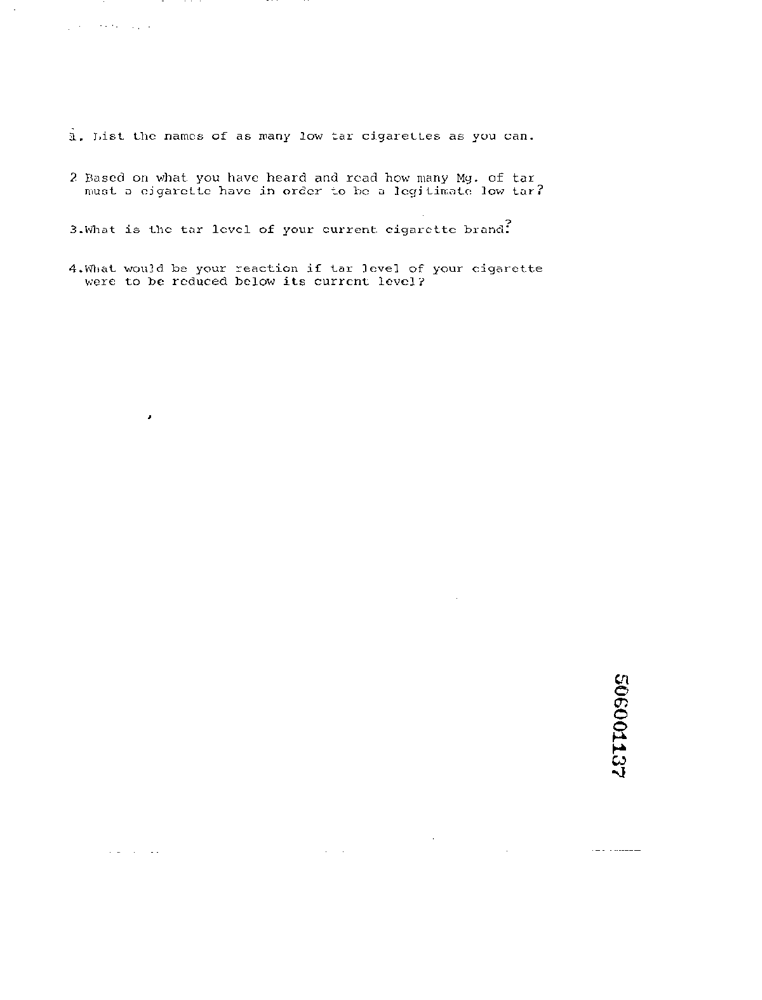 1. List the names of as many low tar cigarettes as you can.
2 Based on what you have heard and read how many Mg. of tar
must a cigarette have in order to be a legitimate low tar?
3.What is the tar level of your current cigarette brand?
4.What would be your reaction if tar level of your cigarette
were to be reduced below its current level?
506001137